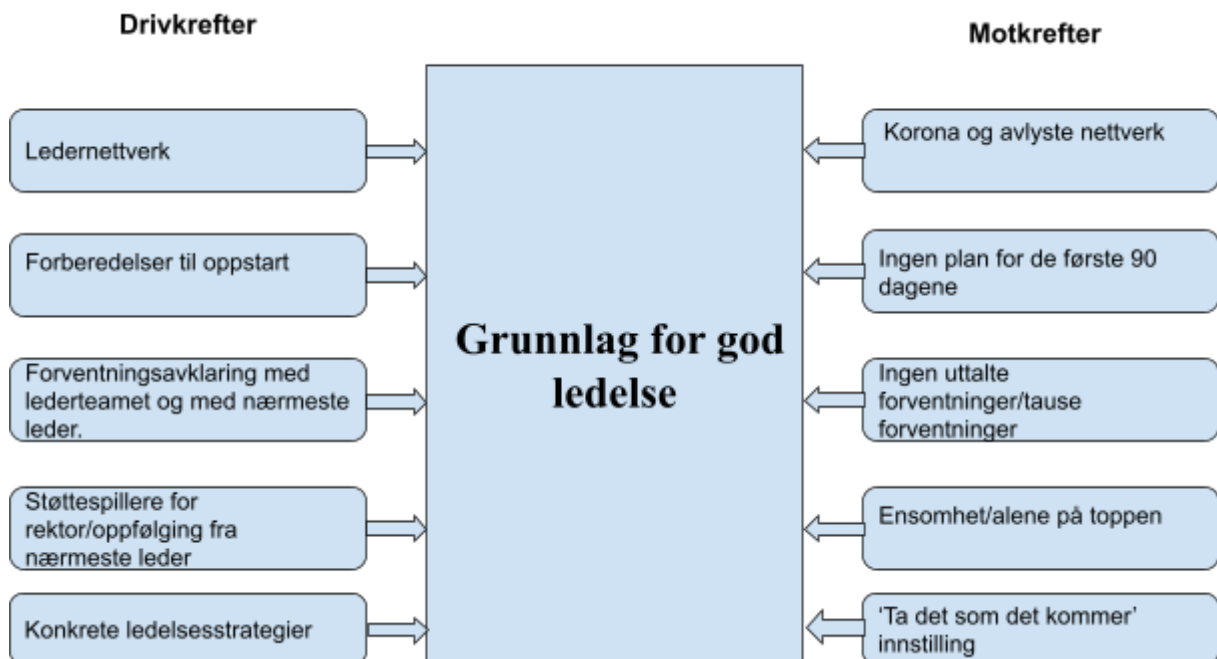 Drivkrefter
Motkrefter
Ledernettverk
Korona og avlyste nettverk
Forberedelser til oppstart
Ingen plan for de første 90
dagene
Grunnlag for god
ledelse
Forventningsavklaring med
lederteamet og med nærmeste
leder.
Ingen uttalte
forventninger/tause
forventninger
Støttespillere for
rektor/oppfølging fra
nærmeste leder
Ensomhet/alene på toppen
Konkrete ledelsesstrategier
‘Ta det som det kommer’
innstilling